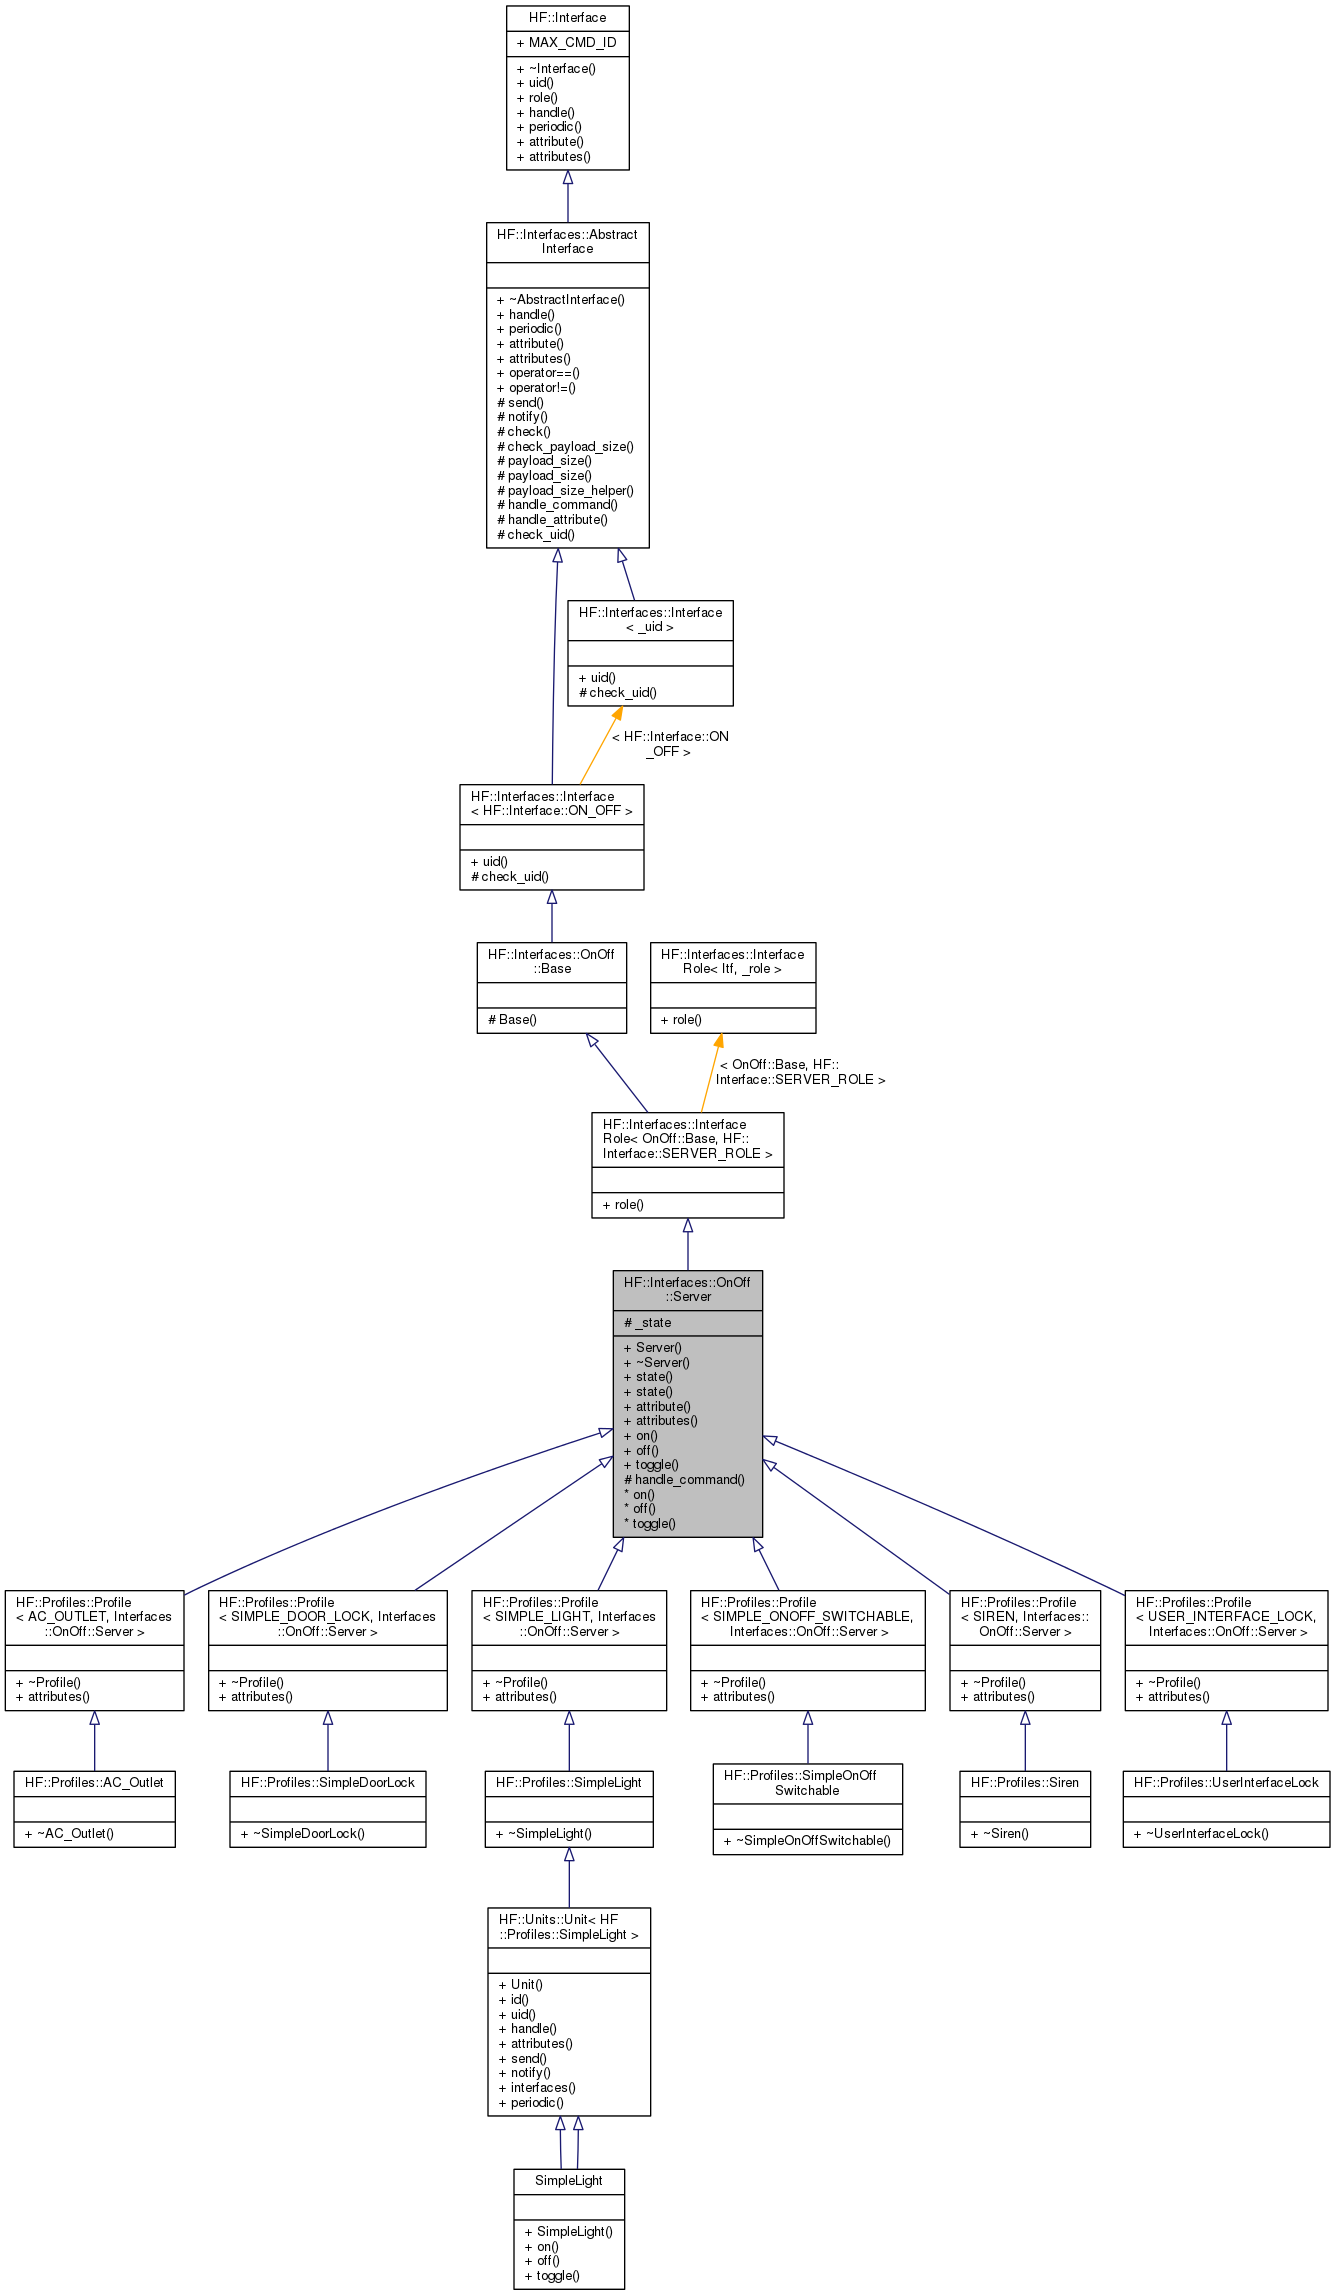 HF::Interface
+ MAX_CMD_ID
+ ~Interface()
+ uid()
+ role()
+ handle()
+ periodic()
+ attribute()
+ attributes()
HF::Interfaces::Abstract
Interface
+ ~AbstractInterface()
+ handle()
+ periodic()
+ attribute()
+ attributes()
+ operator==()
+ operator!=()
# send()
# notify()
# check()
# check_payload_size()
# payload_size()
# payload_size()
# payload_size_helper()
# handle_command()
# handle_attribute()
# check_uid()
HF::Interfaces::Interface
< _uid >
+ uid()
# check_uid()
< HF::Interface::ON
_OFF >
HF::Interfaces::Interface
< HF::Interface::ON_OFF >
+ uid()
# check_uid()
HF::Interfaces::OnOff
::Base
# Base()
HF::Interfaces::Interface
Role< Itf, _role >
+ role()
< OnOff::Base, HF::
Interface::SERVER_ROLE >
HF::Interfaces::Interface
Role< OnOff::Base, HF::
Interface::SERVER_ROLE >
+ role()
HF::Interfaces::OnOff
::Server
# _state
+ Server()
+ ~Server()
+ state()
+ state()
+ attribute()
+ attributes()
+ on()
+ off()
+ toggle()
# handle_command()
* on()
* off()
* toggle()
HF::Profiles::Profile
< AC_OUTLET, Interfaces
::OnOff::Server >
+ ~Profile()
+ attributes()
HF::Profiles::Profile
< SIMPLE_DOOR_LOCK, Interfaces
::OnOff::Server >
+ ~Profile()
+ attributes()
HF::Profiles::Profile
< SIMPLE_LIGHT, Interfaces
::OnOff::Server >
+ ~Profile()
+ attributes()
HF::Profiles::Profile
< SIMPLE_ONOFF_SWITCHABLE,
Interfaces::OnOff::Server >
+ ~Profile()
+ attributes()
HF::Profiles::Profile
< SIREN, Interfaces::
OnOff::Server >
+ ~Profile()
+ attributes()
HF::Profiles::Profile
< USER_INTERFACE_LOCK,
Interfaces::OnOff::Server >
+ ~Profile()
+ attributes()
HF::Profiles::AC_Outlet
+ ~AC_Outlet()
HF::Profiles::SimpleDoorLock
+ ~SimpleDoorLock()
HF::Profiles::SimpleLight
+ ~SimpleLight()
HF::Profiles::SimpleOnOff
Switchable
+ ~SimpleOnOffSwitchable()
HF::Profiles::Siren
+ ~Siren()
HF::Profiles::UserInterfaceLock
+ ~UserInterfaceLock()
HF::Units::Unit< HF
::Profiles::SimpleLight >
+ Unit()
+ id()
+ uid()
+ handle()
+ attributes()
+ send()
+ notify()
+ interfaces()
+ periodic()
SimpleLight
+ SimpleLight()
+ on()
+ off()
+ toggle()